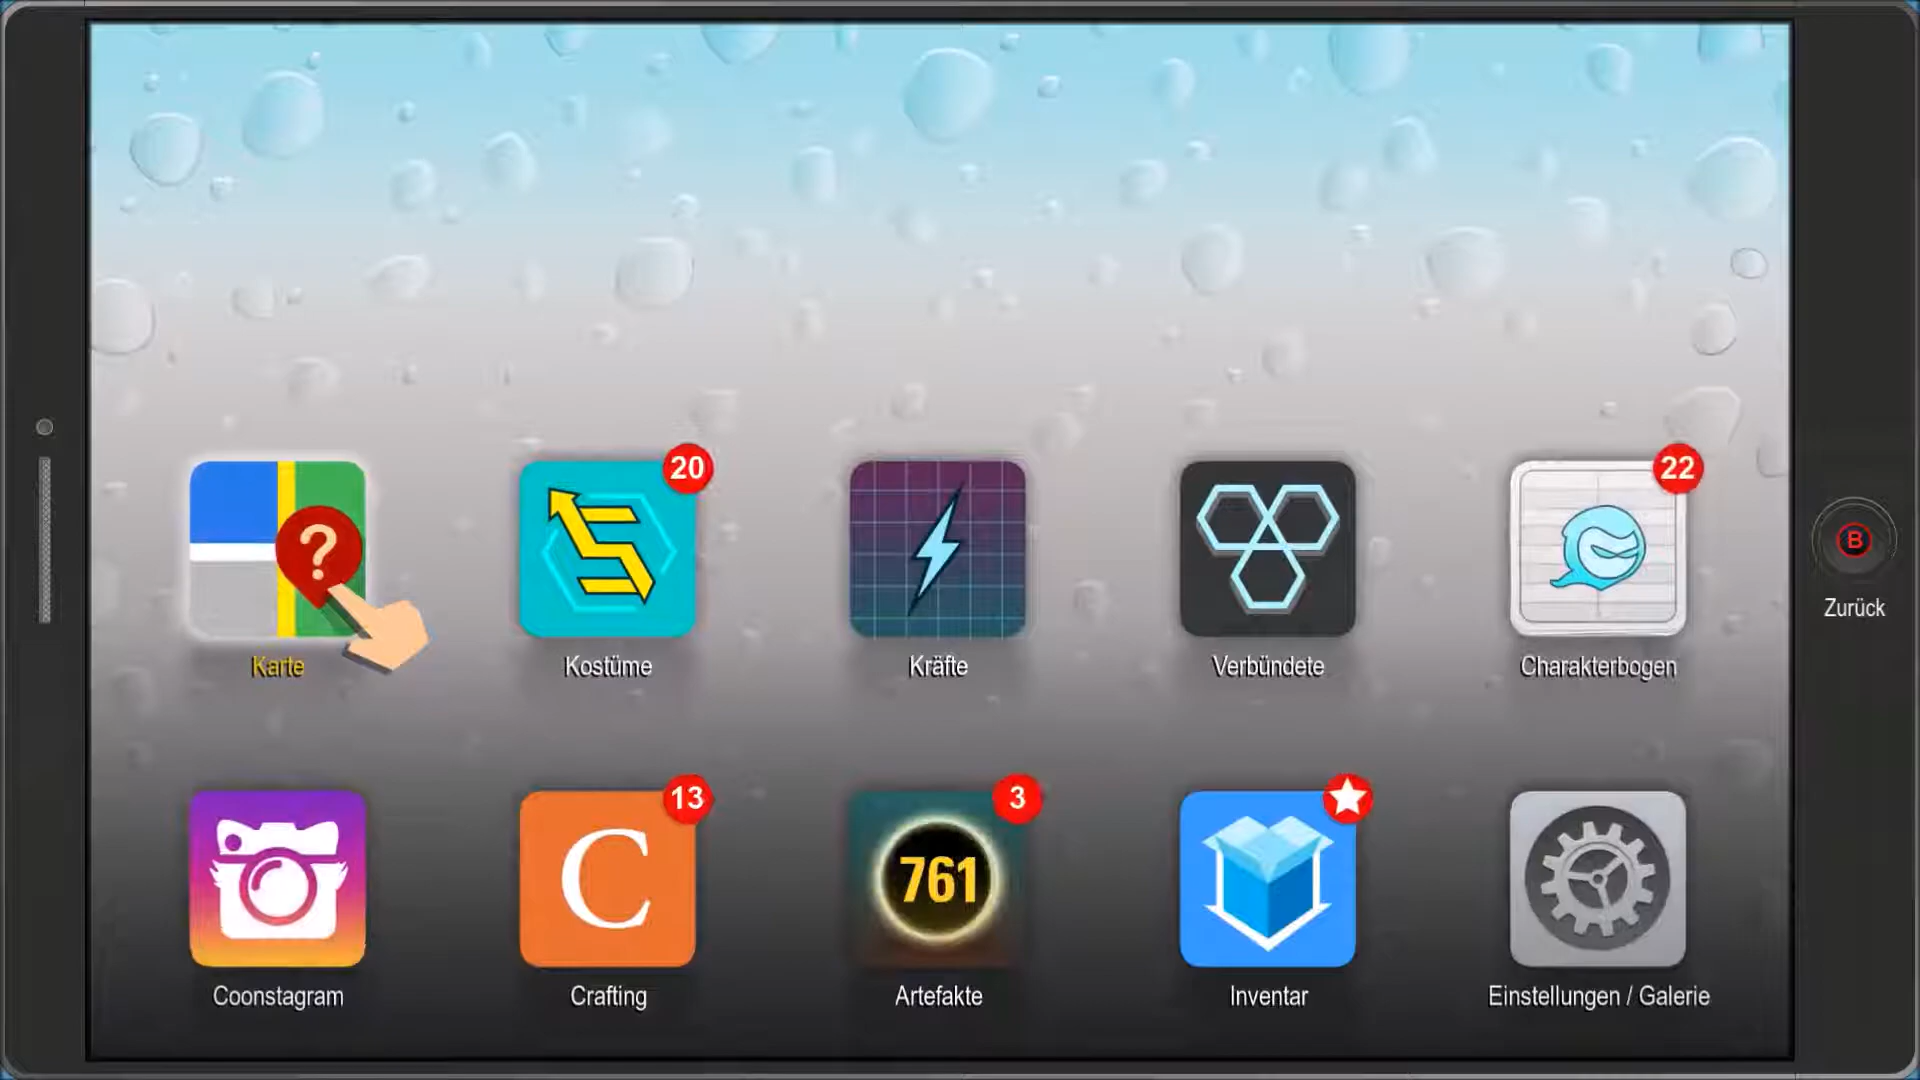 20
22
?
B
Zurück
Karte
Kostüme
Kräfte
Verbündete
Charakterbogen
13
3
C
761
Coonstagram
Crafting
Artefakte
Inventar
Einstellungen / Galerie